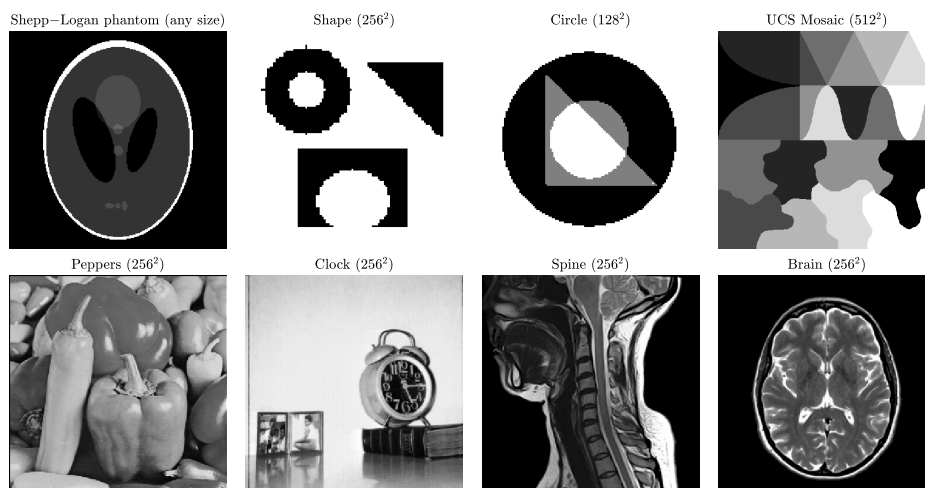 Shepp−Logan phantom (any size)
Shape (256²)
Circle (128²)
UCS Mosaic (512²)
Peppers (256²)
Clock (256²)
Spine (256²)
Brain (256²)